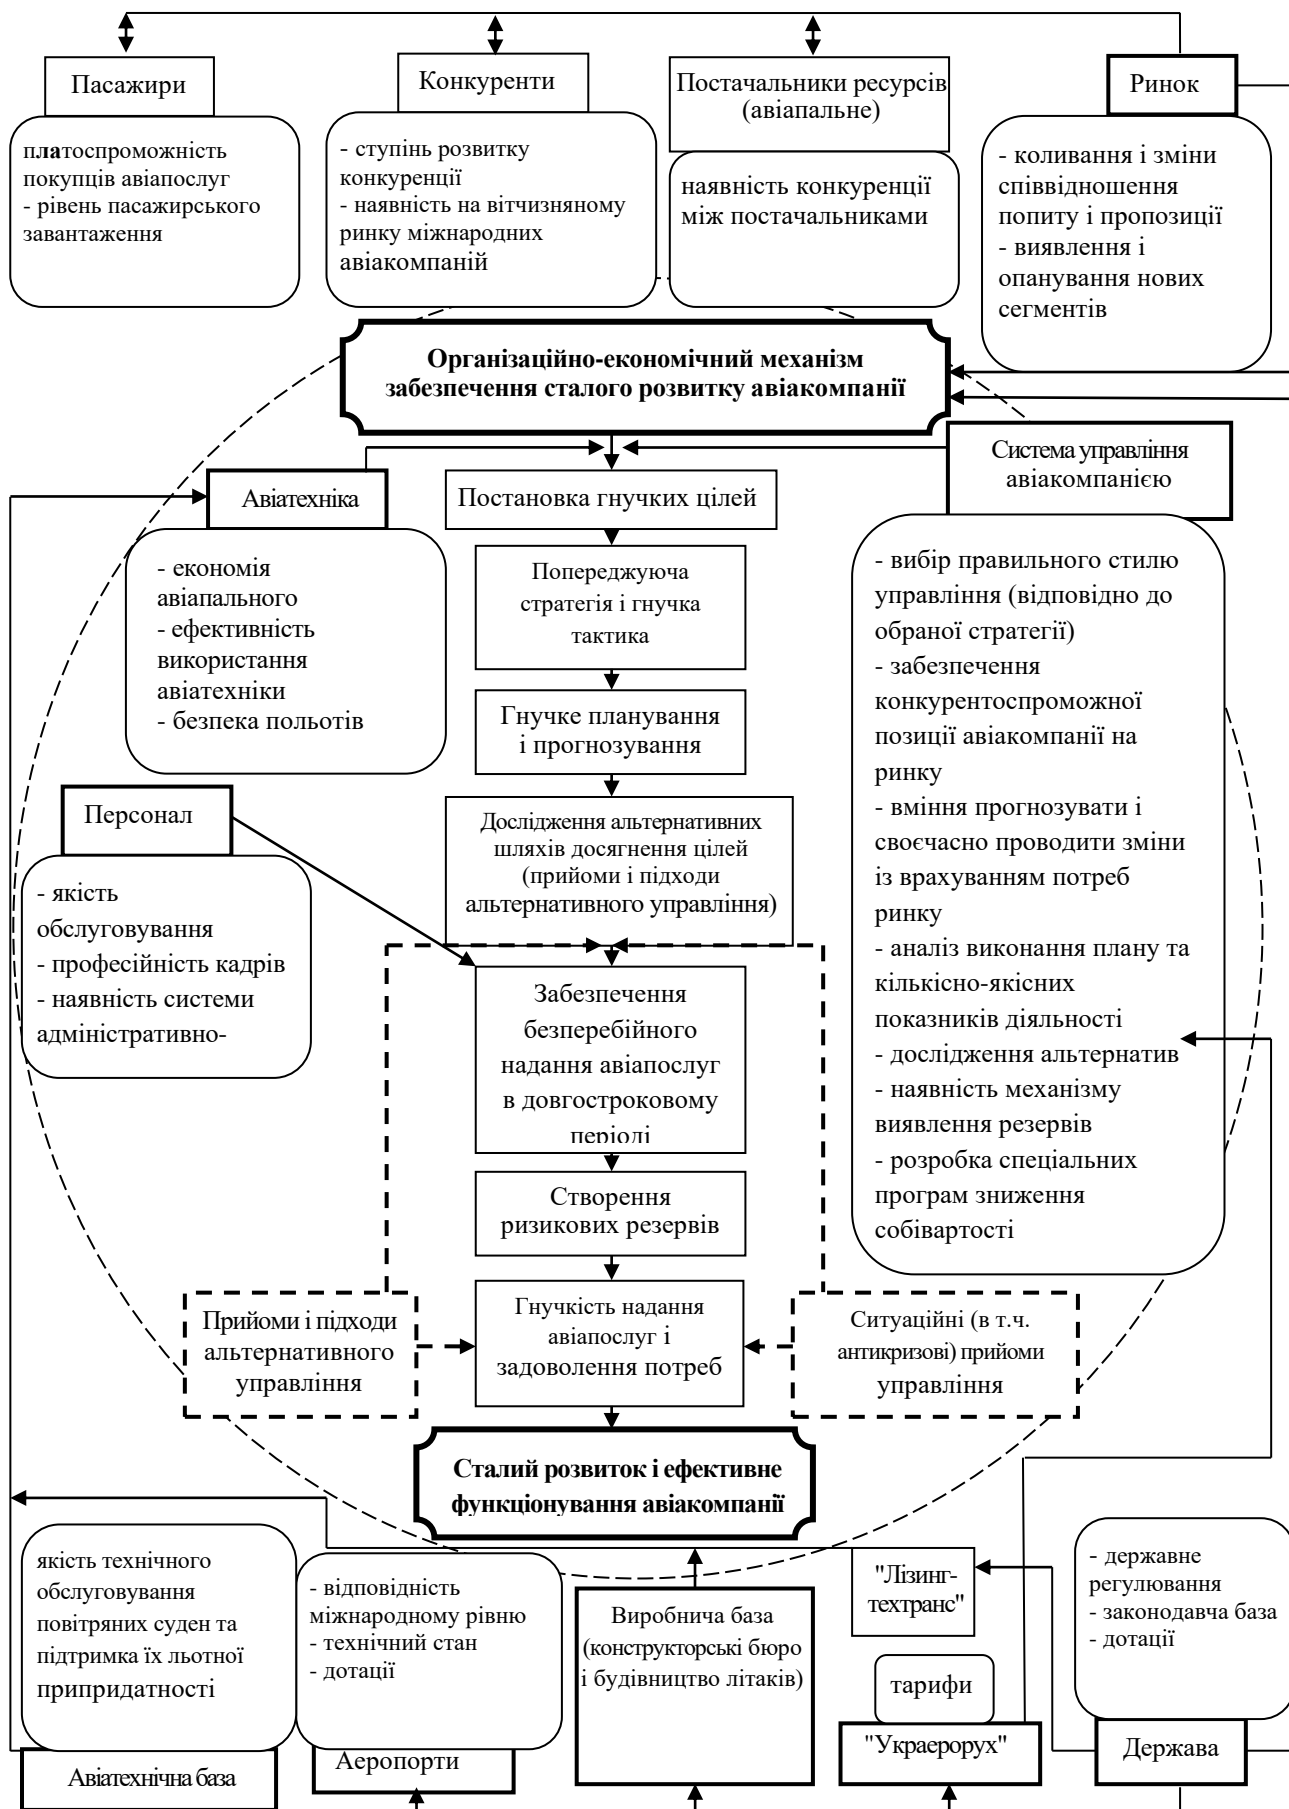 Пасажири
Конкуренти
Постачальники ресурсів
(авіапальне)
Ринок
платоспроможність
покупців авіапослуг
- рівень пасажирського
завантаження
- ступінь розвитку
конкуренції
- наявність на вітчизняному
ринку міжнародних
авіакомпаній
наявність конкуренції
між постачальниками
- коливання і зміни
співвідношення
попиту і пропозиції
- виявлення і
опанування нових
сегментів
Організаційно-економічний механізм
забезпечення сталого розвитку авіакомпанії
Авіатехніка
- економія
авіапального
- ефективність
використання
авіатехніки
- безпека польотів
Постановка гнучких цілей
Попереджуюча
стратегія і гнучка
тактика
Гнучке планування
і прогнозування
Дослідження альтернативних
шляхів досягнення цілей
(прийоми і підходи
альтернативного управління)
Система управління
авіакомпанією
- вибір правильного стилю
управління (відповідно до
обраної стратегії)
- забезпечення
конкурентоспроможної
позиції авіакомпанії на
ринку
- вміння прогнозувати і
своєчасно проводити зміни
із врахуванням потреб
ринку
- аналіз виконання плану та
кількісно-якісних
показників діяльності
- дослідження альтернатив
- наявність механізму
виявлення резервів
- розробка спеціальних
програм зниження
собівартості
Персонал
- якість
обслуговування
- професійність кадрів
- наявність системи
адміністративно-
Забезпечення
безперебійного
надання авіапослуг
в довгостроковому
періоді
Створення
ризикових резервів
Прийоми і підходи
альтернативного
управління
Гнучкість надання
авіапослуг і
задоволення потреб
Ситуаційні (в т.ч.
антикризові) прийоми
управління
Сталий розвиток і ефективне
функціонування авіакомпанії
якість технічного
обслуговування
повітряних суден та
підтримка їх льотної
припридатності
Авіатехнічна база
- відповідність
міжнародному рівню
- технічний стан
- дотації
Аеропорти
Виробнича база
(конструкторські бюро
і будівництво літаків)
"Лізинг-
техтранс"
тарифи
"Украерорух"
- державне
регулювання
- законодавча база
- дотації
Держава